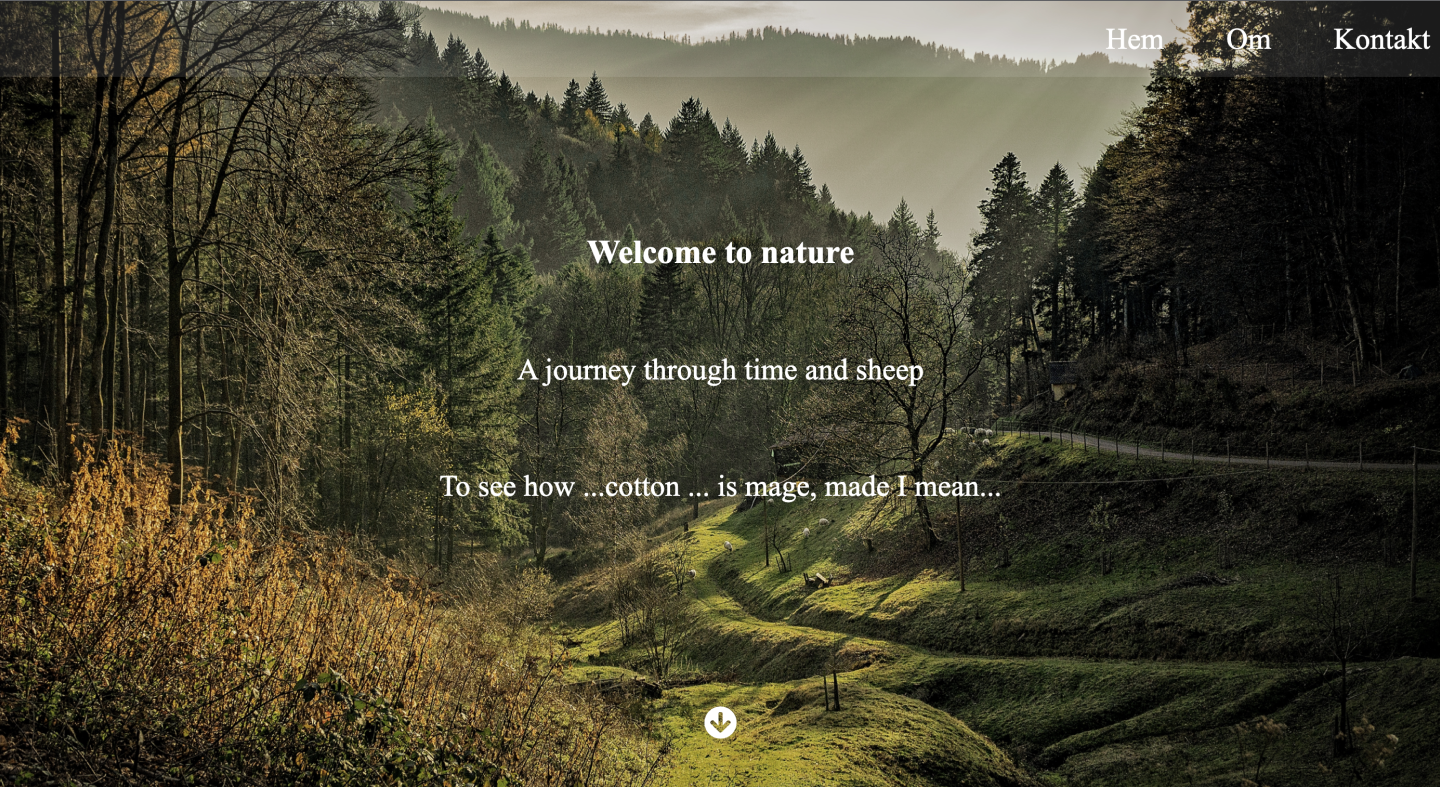 Hem Om Kontakt
Welcome to nature
A journey through time and sheep
To see how ...cotton ... is mage, made I mean...